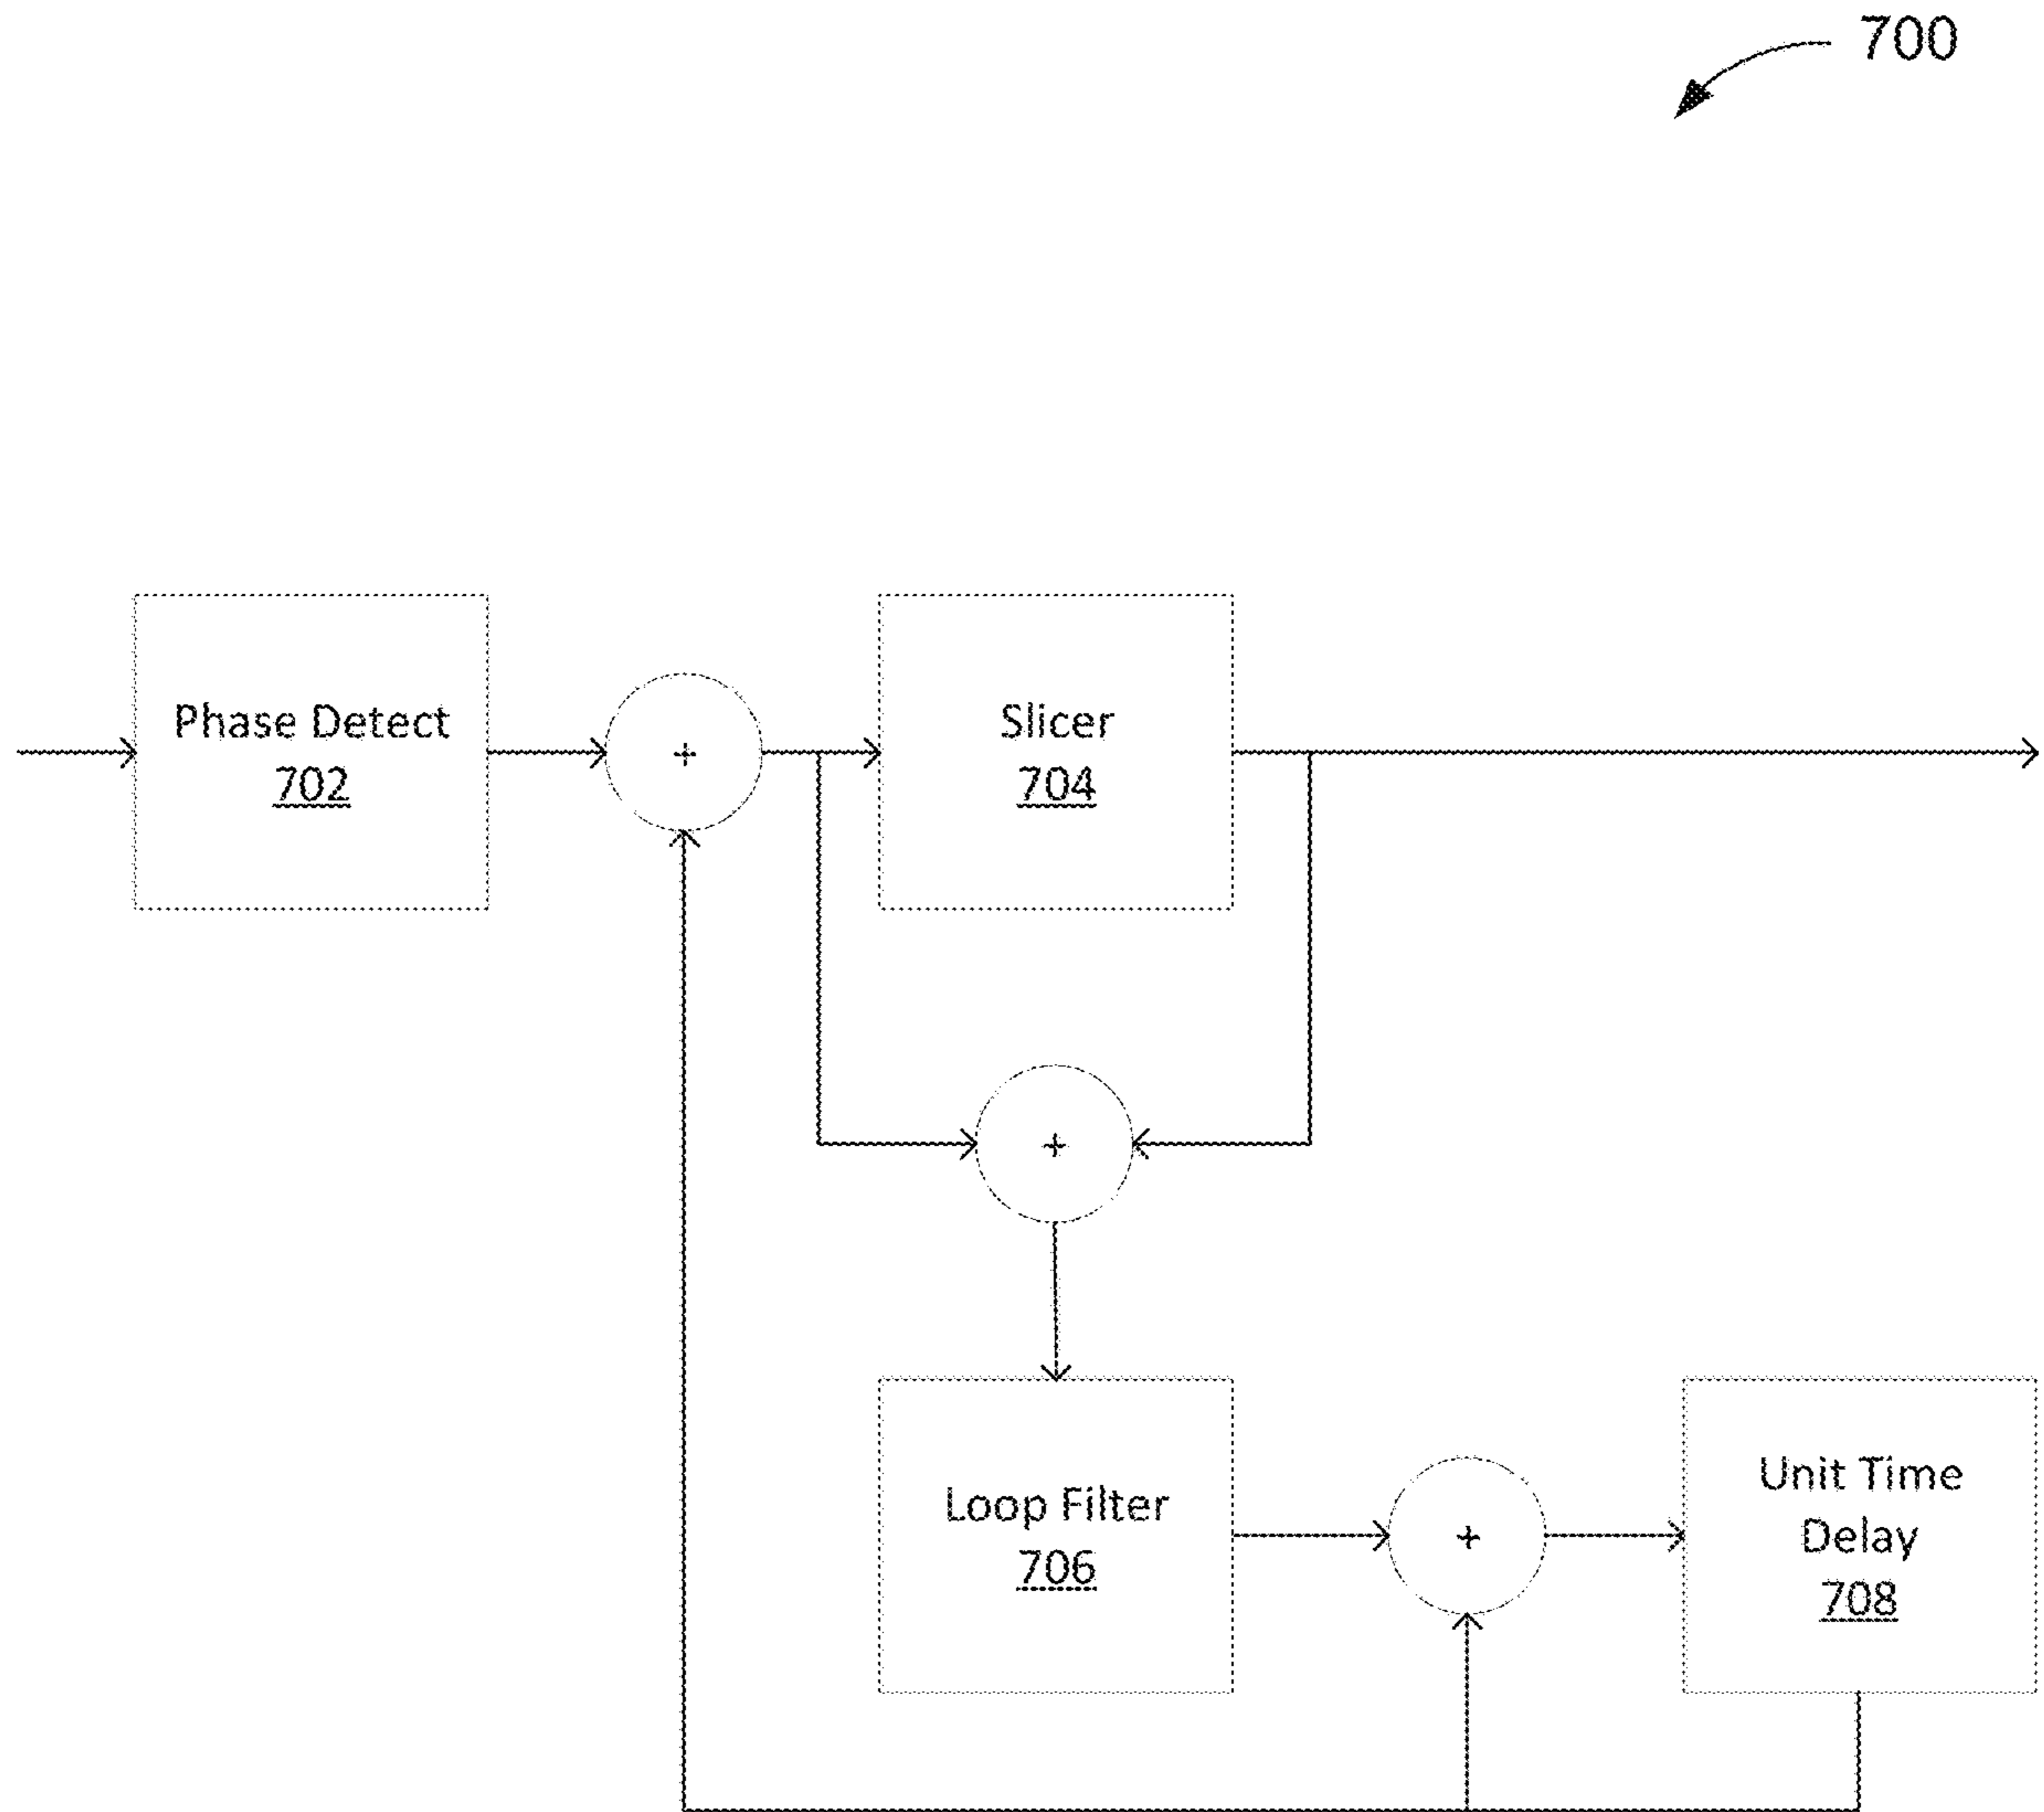 700
Phase Detect
702
+
Slicer
704
+
Loop Filter
706
+
Unit Time
Delay
708